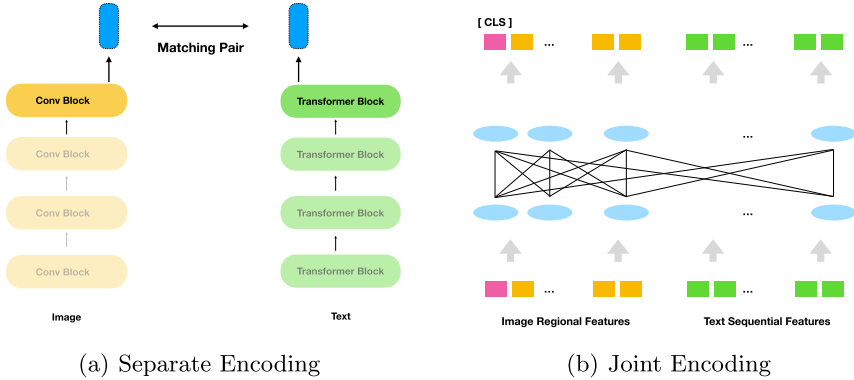 Matching Pair
Conv Block
Conv Block
Conv Block
Conv Block
Image
Transformer Block
Transformer Block
Transformer Block
Transformer Block
Text
(a) Separate Encoding
[ CLS ]
... ...
...
...
... ...
Image Regional Features Text Sequential Features
(b) Joint Encoding